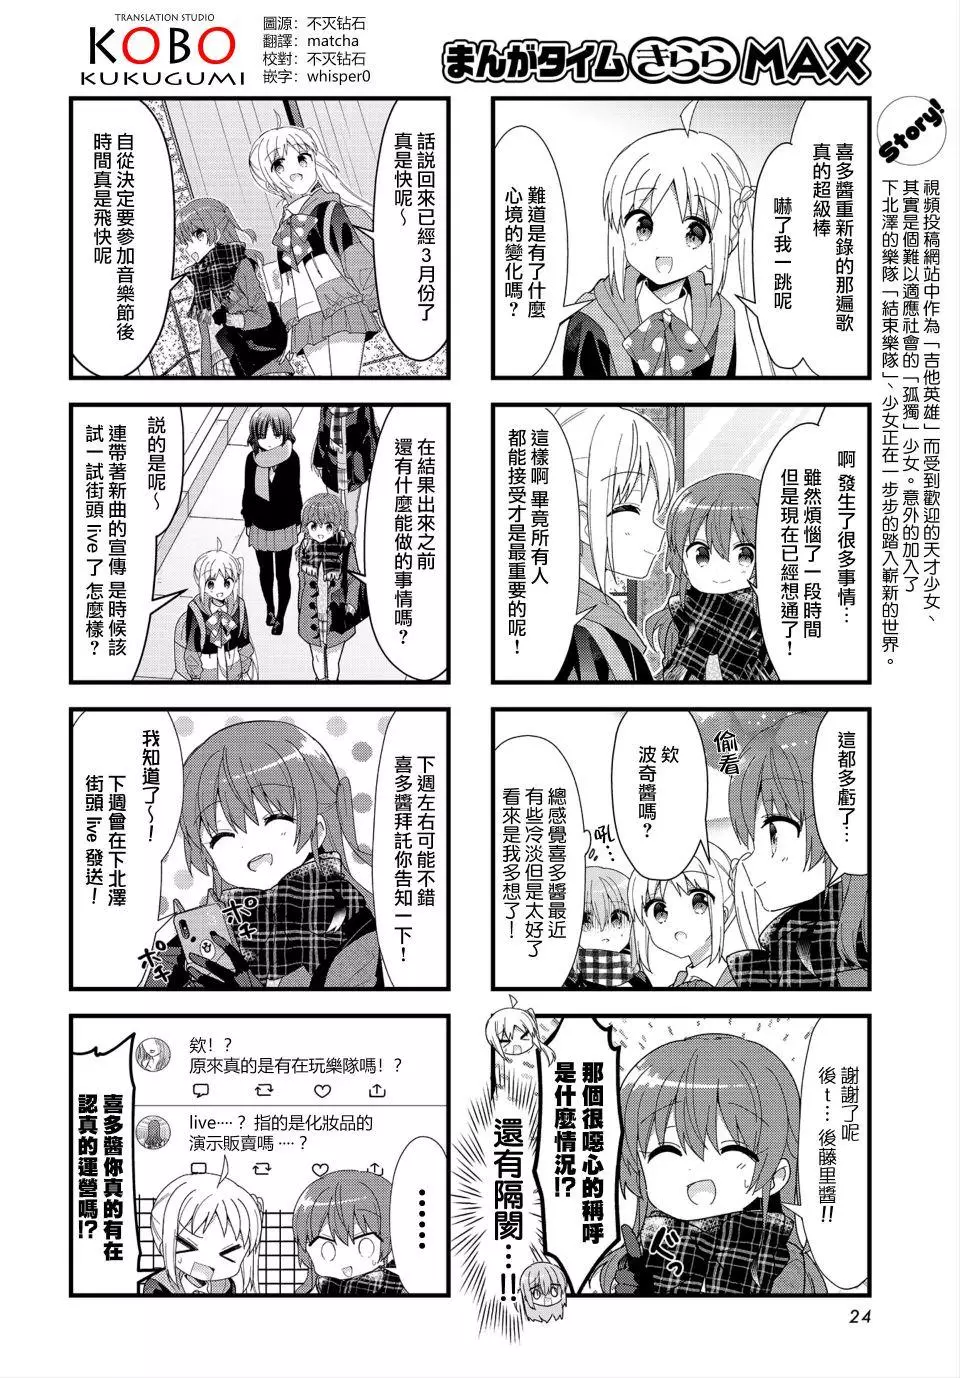 TRANSLATION STUDIO
KOBO
KUKUGUMI
圖源：不灭钻石
翻譯：matcha
校對：不灭钻石
嵌字：whisper0
まんがタイムきららMAX
Story!
視頻投稿網站中作為「吉他英雄」而受到歡迎的天才少女、
其實是個難以適應社會的「孤獨」少女。意外的加入了
下北澤的樂隊「結束樂隊」、少女正在一步步的踏入嶄新的世界。
喜多醬重新錄的那遍歌
真的超級棒
嚇了我一跳呢
難道是有了什麼
心境的變化嗎？
啊 發生了很多事情…
雖然煩惱了一段時間
但是現在已經想通了！
這樣啊 畢竟所有人
都能接受才是最重要的呢！
這都多虧了…
偷看
欸
波奇醬嗎？
吼…
總感覺喜多醬最近
有些冷淡但是太好了
看來是我多想了！
謝謝了呢
後t… 後藤里醬!!
ぐっ
那個很噁心的稱呼
是什麼情況!?
還有隔閡…!!
話說回來已經3月份了
真是快呢～
自從決定要參加音樂節後
時間真是飛快呢
在結果出來之前
還有什麼能做的事情嗎？
說的是呢～
連帶著新曲的宣傳 是時候該
試一試街頭 live 了 怎麼樣？
下週左右可能不錯
喜多醬拜託你告知一下！
我知道了～！
下週會在下北澤
街頭 live 發送！
ポチ
ポチ
欸！？
原來真的是有在玩樂隊嗎！？
live‥‥？ 指的是化妝品的
演示販賣嗎‥‥？
……
喜多醬你真的有在
認真的運營嗎!?
24